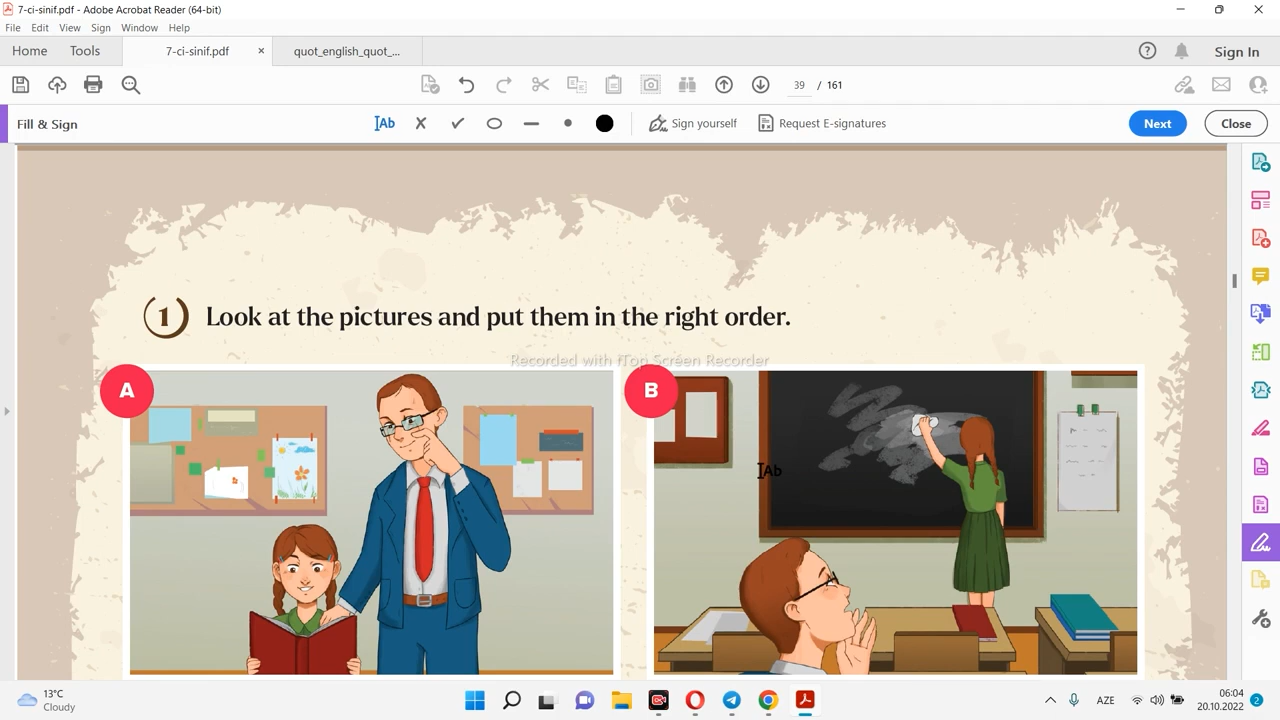 7-ci-sinif.pdf - Adobe Acrobat Reader (64-bit)
File Edit View Sign Window Help
Home Tools 7-ci-sinif.pdf × quot_english_quot_... Sign In
39 / 161
Fill & Sign Ab Sign yourself Request E-signatures Next Close
1 Look at the pictures and put them in the right order.
Recorded with iTop Screen Recorder
A B
Ab
13°C
Cloudy
AZE
06:04
20.10.2022
2